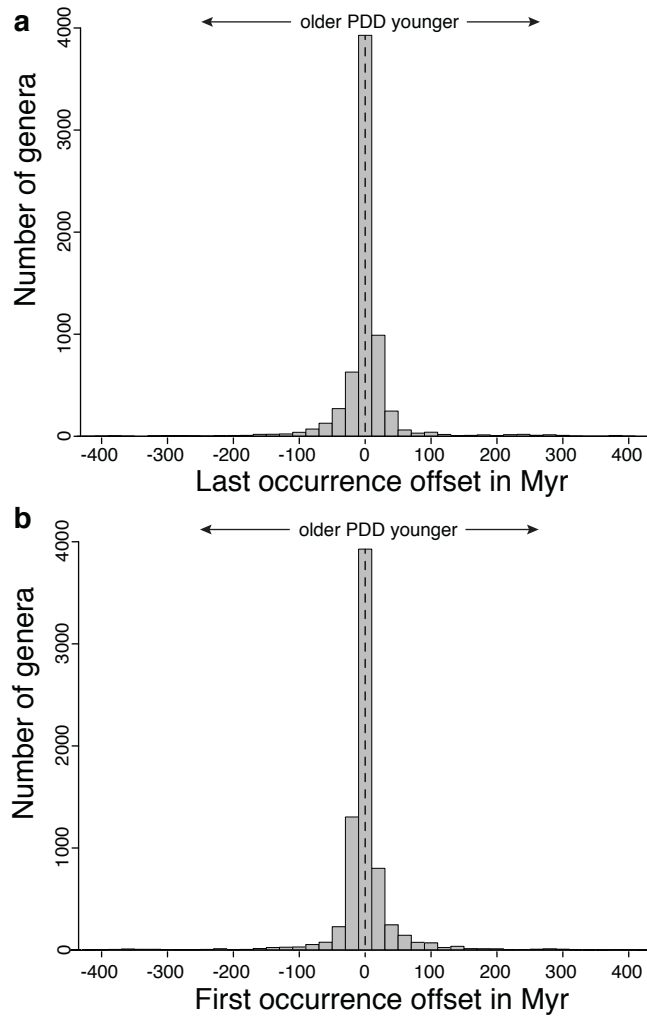 a
older PDD younger
4000
3000
2000
1000
0
Number of genera
-400 -300 -200 -100 0 100 200 300 400
Last occurrence offset in Myr
b
older PDD younger
4000
3000
2000
1000
0
Number of genera
-400 -300 -200 -100 0 100 200 300 400
First occurrence offset in Myr